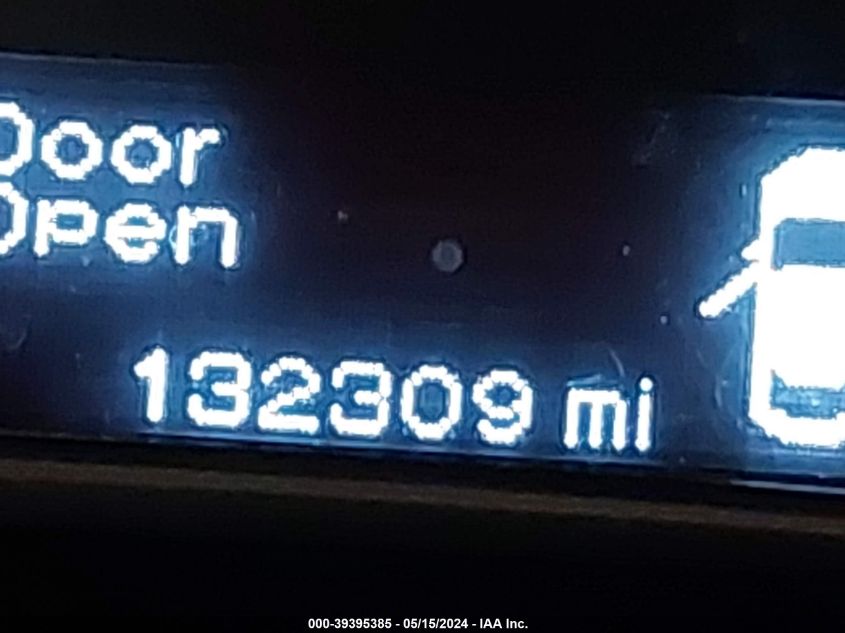 Door
Open
132309 mi
000-39395385 - 05/15/2024 - IAA Inc.